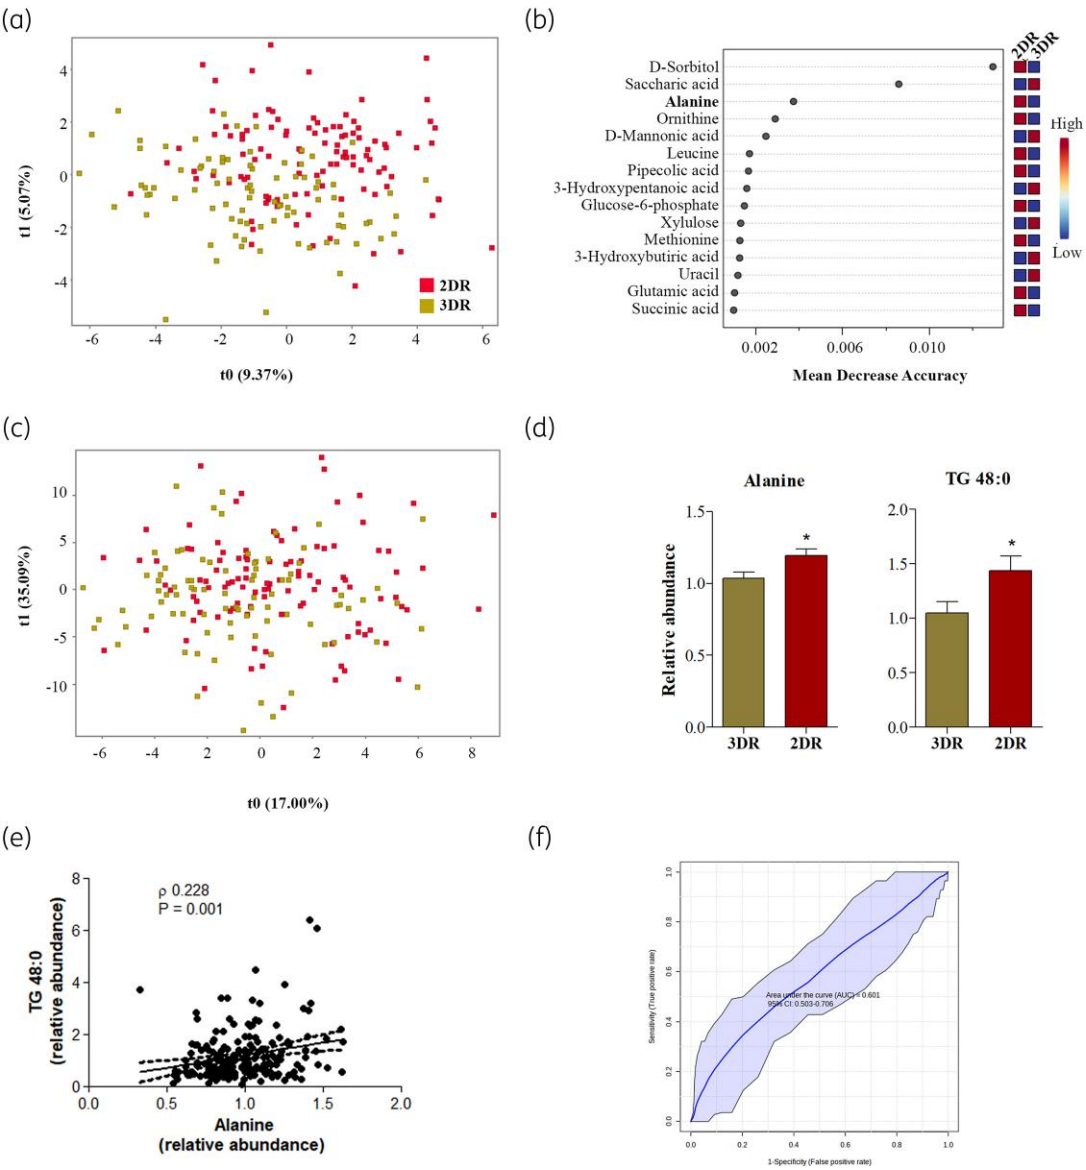 (a)
4
2
0
-2
-4
t1 (5.07%)
2DR
3DR
-6 -4 -2 0 2 4 6
t0 (9.37%)
(b)
2DR 3DR
D-Sorbitol
Saccharic acid
Alanine
Ornithine
D-Mannonic acid
Leucine
Pipecolic acid
3-Hydroxypentanoic acid
Glucose-6-phosphate
Xylulose
Methionine
3-Hydroxybutiric acid
Uracil
Glutamic acid
Succinic acid
High
Low
0.002 0.006 0.010
Mean Decrease Accuracy
(c)
10
5
0
-5
-10
t1 (35.09%)
-6 -4 2 0 2 4 6 8
t0 (17.00%)
(d)
Alanine
1.5
1.0
0.5
0.0
Relative abundance
*
3DR 2DR
TG 48:0
2.0
1.5
1.0
0.5
0.0
*
3DR 2DR
(e)
8
6
4
2
0
TG 48:0
(relative abundance)
ρ 0.228
P = 0.001
0.0 0.5 1.0 1.5 2.0
Alanine
(relative abundance)
(f)
1.0
0.8
0.6
0.4
0.2
0.0
Sensitivity (True positive rate)
Area under the curve (AUC) = 0.601
95% CI: 0.503-0.706
0.0 0.2 0.4 0.6 0.8 1.0
1-Specificity (False positive rate)